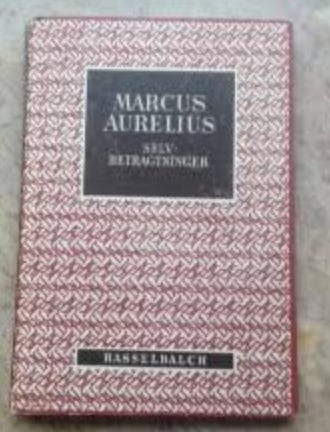 MARCUS
AURELIUS
SELV-
BETRAGTNINGER
HASSELBALCH